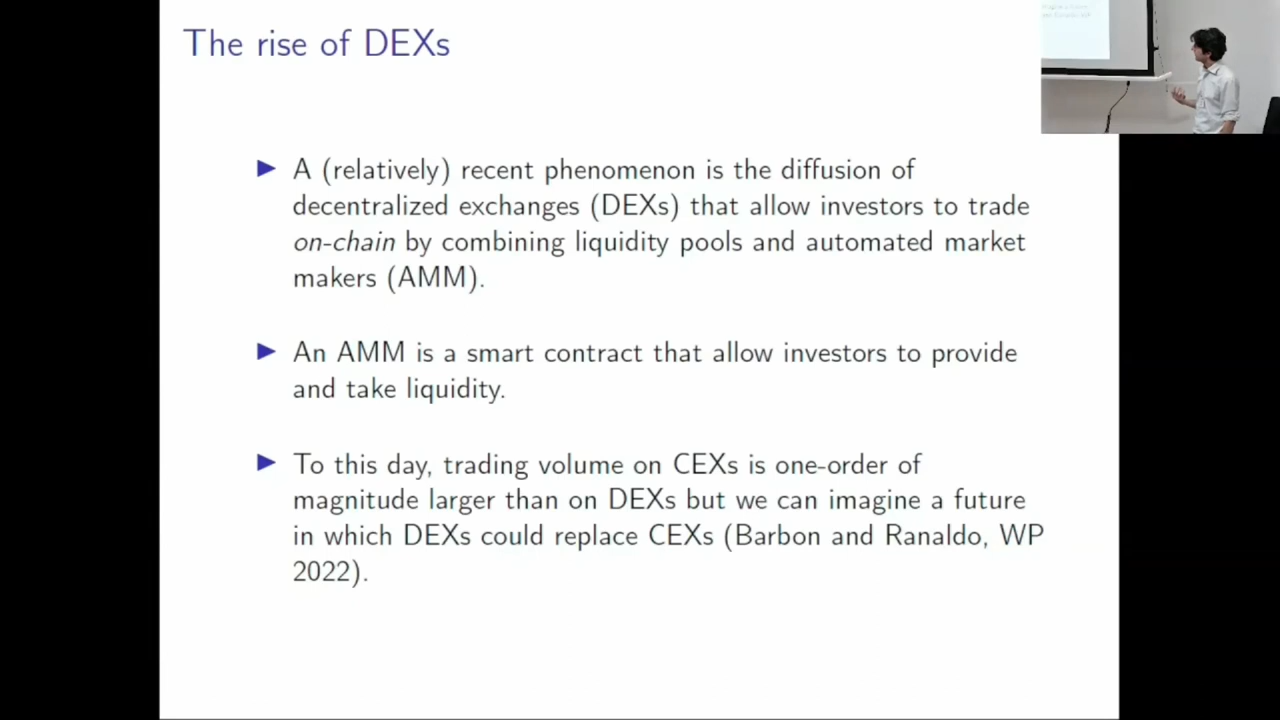 The rise of DEXs
▶ A (relatively) recent phenomenon is the diffusion of
decentralized exchanges (DEXs) that allow investors to trade
on-chain by combining liquidity pools and automated market
makers (AMM).
▶ An AMM is a smart contract that allow investors to provide
and take liquidity.
▶ To this day, trading volume on CEXs is one-order of
magnitude larger than on DEXs but we can imagine a future
in which DEXs could replace CEXs (Barbon and Ranaldo, WP
2022).